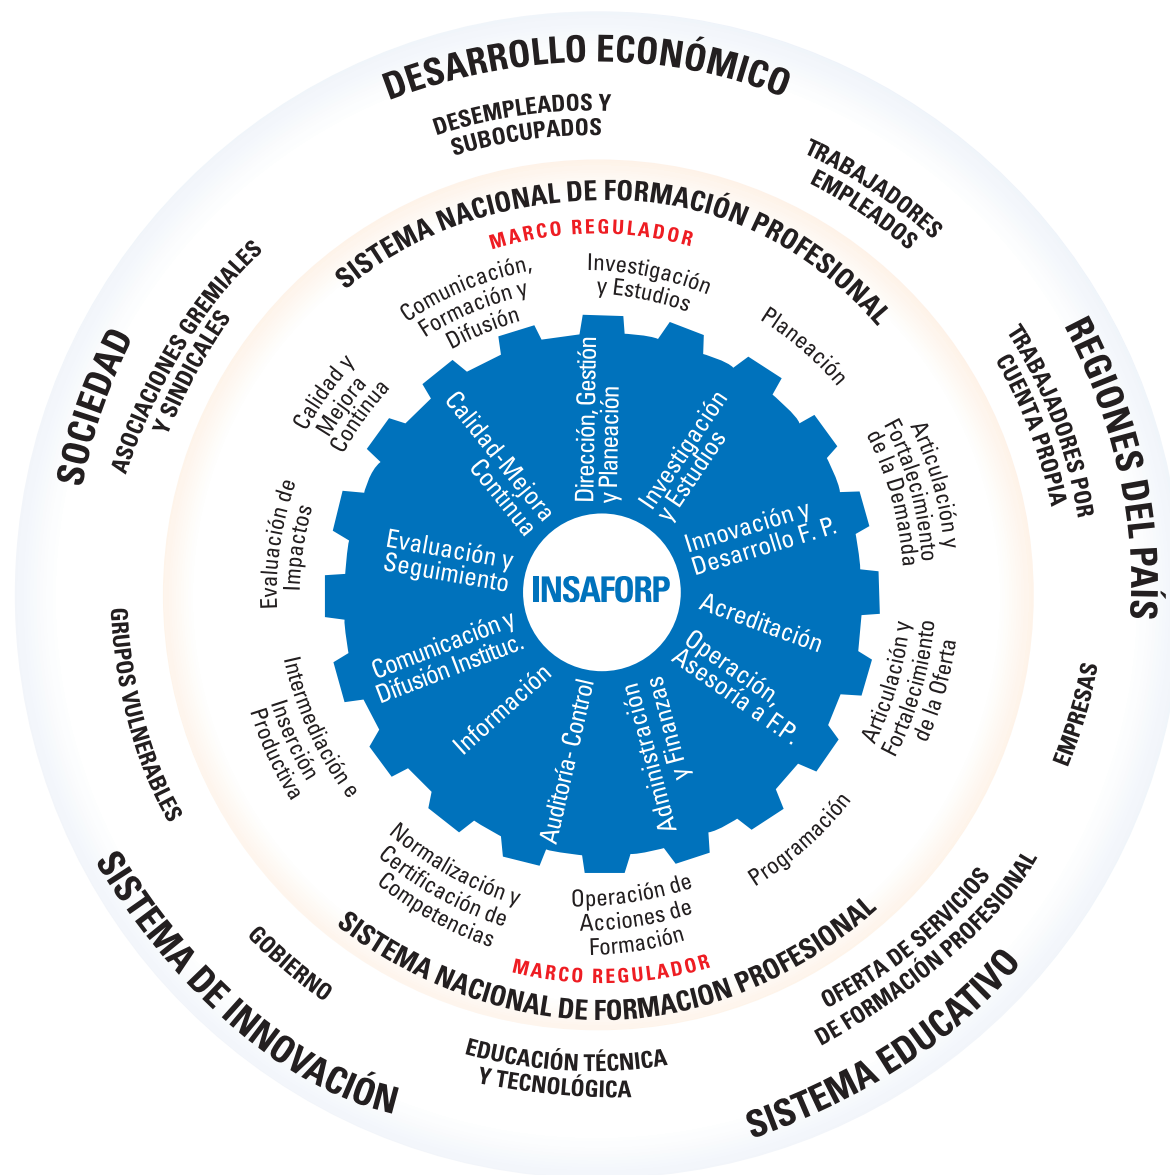 DESARROLLO ECONÓMICO
DESEMPLEADOS Y
SUBOCUPADOS
TRABAJADORES
EMPLEADOS
REGIONES DEL PAÍS
TRABAJADORES POR
CUENTA PROPIA
EMPRESAS
OFERTA DE SERVICIOS
DE FORMACIÓN PROFESIONAL
SISTEMA EDUCATIVO
EDUCACIÓN TÉCNICA
Y TECNOLÓGICA
GOBIERNO
SISTEMA DE INNOVACIÓN
GRUPOS VULNERABLES
SOCIEDAD
ASOCIACIONES GREMIALES
Y SINDICALES
SISTEMA NACIONAL DE FORMACIÓN PROFESIONAL
MARCO REGULADOR
Investigación
y Estudios
Planeación
Articulación y
Fortalecimiento
de la Demanda
Articulación y
Fortalecimiento
de la Oferta
Programación
Operación de
Acciones de
Formación
Normalización y
Certificación de
Competencias
Intermediación e
Inserción
Productiva
Evaluación de
Impactos
Calidad y
Mejora
Continua
Comunicación,
Formación y
Difusión
MARCO REGULADOR
SISTEMA NACIONAL DE FORMACION PROFESIONAL
Dirección, Gestión
y Planeación
Investigación
y Estudios
Innovación y
Desarrollo F. P.
Acreditación
Operación,
Asesoría a F.P.
Administración
y Finanzas
Auditoría- Control
Información
Comunicación y
Difusión Instituc.
Evaluación y
Seguimiento
Calidad-Mejora
Continua
INSAFORP